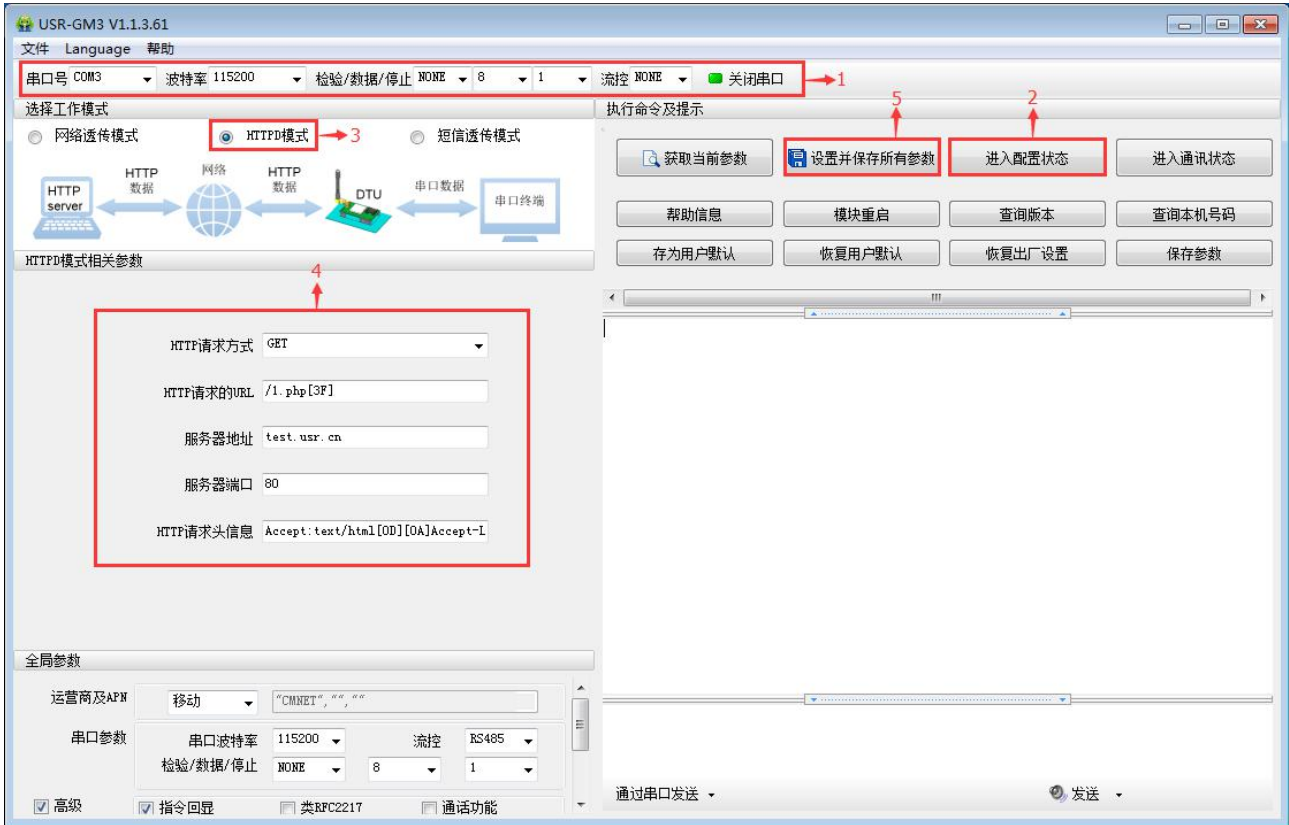 USR-GM3 V1.1.3.61
文件 Language 帮助
串口号 COM3 波特率 115200 检验/数据/停止 NONE 8 1 流控 NONE 关闭串口 1
选择工作模式
网络透传模式 HTTPD模式 3 短信透传模式
HTTP server
HTTP 数据
网络
HTTP 数据
DTU
串口数据
串口终端
HTTPD模式相关参数
4
HTTP请求方式 GET
HTTP请求的URL /1.php[3F]
服务器地址 test.usr.cn
服务器端口 80
HTTP请求头信息 Accept:text/html[0D][0A]Accept-L
全局参数
运营商及APN 移动 "CMNET","",""
串口参数 串口波特率 115200 流控 RS485
检验/数据/停止 NONE 8 1
高级 指令回显 类RFC2217 通话功能
执行命令及提示
5 2
获取当前参数 设置并保存所有参数 进入配置状态 进入通讯状态
帮助信息 模块重启 查询版本 查询本机号码
存为用户默认 恢复用户默认 恢复出厂设置 保存参数
通过串口发送 发送